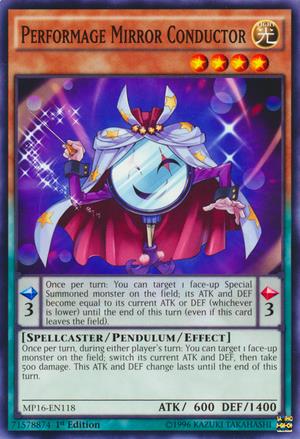 PERFORMAGE MIRROR CONDUCTOR
LIGHT
光
Once per turn: You can target 1 face-up Special
Summoned monster on the field; its ATK and DEF
become equal to its current ATK or DEF (whichever
is lower) until the end of this turn (even if this card
leaves the field).
3
3
[SPELLCASTER/PENDULUM/EFFECT]
Once per turn, during either player's turn: You can target 1 face-up
monster on the field; switch its current ATK and DEF, then take
500 damage. This ATK and DEF change lasts until the end of this
turn.
MP16-EN118
ATK/ 600 DEF/1400
71578874
1st Edition
©1996 KAZUKI TAKAHASHI